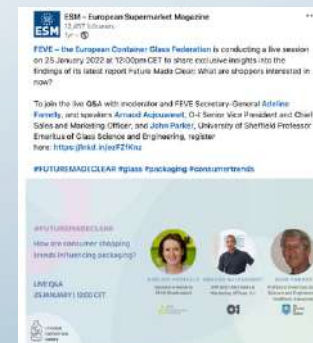 ESM – European Supermarket Magazine
ESM
FEVE – the European Container Glass Federation is conducting a live session
on 25 January 2022 at 12:00pm CET to share exclusive insights into the
findings of its latest report Future Made Clear: What are shoppers interested in
now?
To join the live Q&A with moderator and FEVE Secretary-General Adeline
Farrelly, and speakers Arnaud Aujouannet, O-I Senior Vice President and Chief
Sales and Marketing Officer, and John Parker, University of Sheffield Professor
Emeritus of Glass Science and Engineering, register
here:
#FUTUREMADECLEAR #glass #packaging #consumertrends
#FUTUREMADECLEAR
How are consumer shopping
trends influencing packaging?
LIVE Q&A
25 JANUARY | 12:00 CET